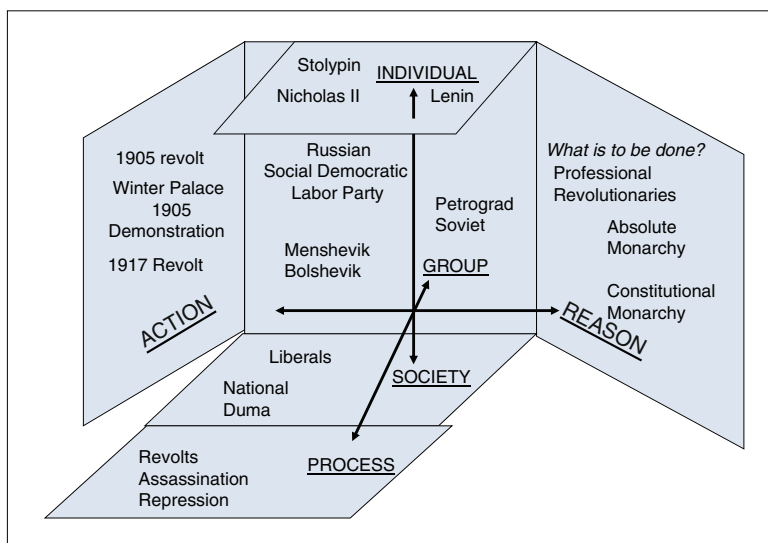 Stolypin
INDIVIDUAL
Nicholas II
Lenin
1905 revolt
Winter Palace
1905
Demonstration
1917 Revolt
ACTION
Russian
Social Democratic
Labor Party
Petrograd
Soviet
Menshevik
Bolshevik
GROUP
What is to be done?
Professional
Revolutionaries
Absolute
Monarchy
Constitutional
Monarchy
REASON
Liberals
SOCIETY
National
Duma
Revolts
Assassination
Repression
PROCESS